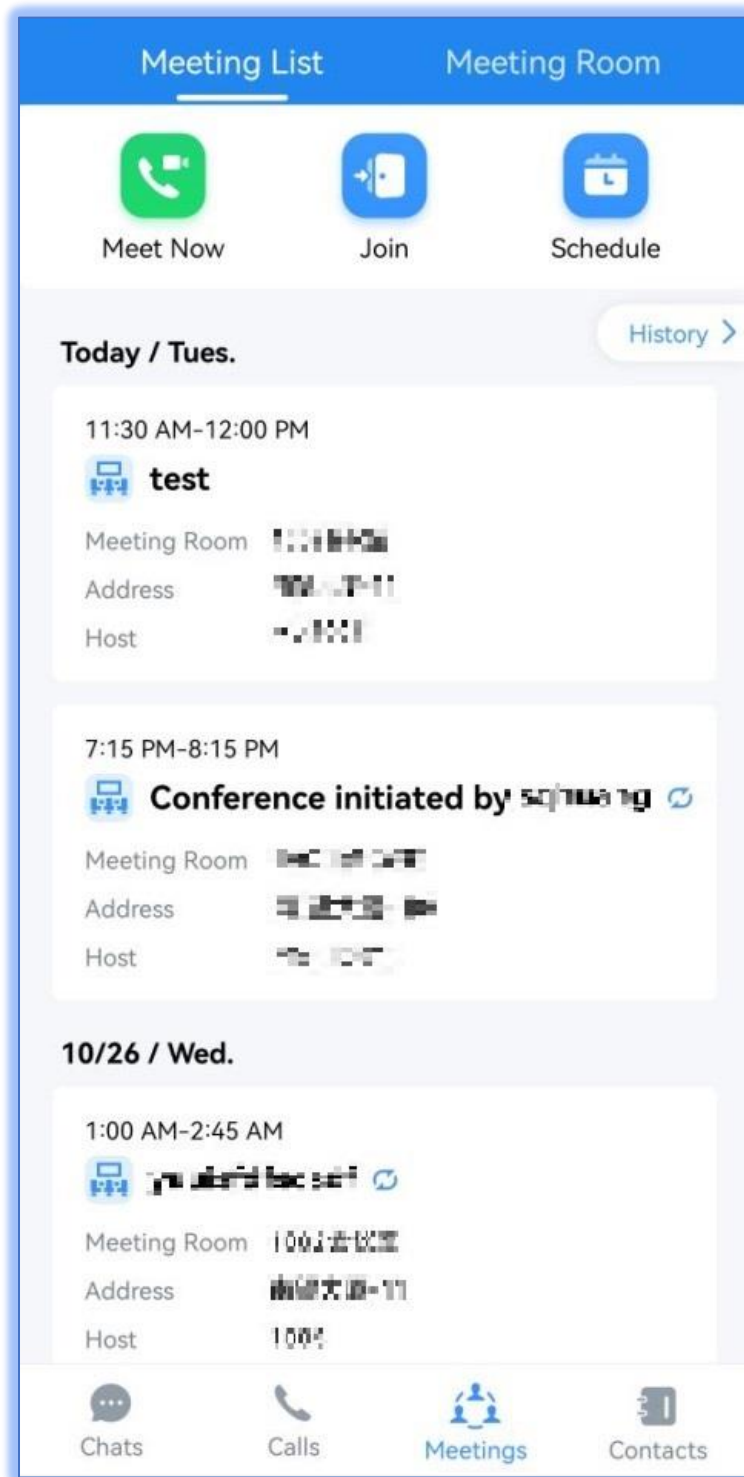 Meeting List Meeting Room
Meet Now Join Schedule
History
Today / Tues.
11:30 AM-12:00 PM
test
Meeting Room
Address
Host
7:15 PM-8:15 PM
Conference initiated by
Meeting Room
Address
Host
10/26 / Wed.
1:00 AM-2:45 AM
Meeting Room
Address
Host
Chats Calls Meetings Contacts